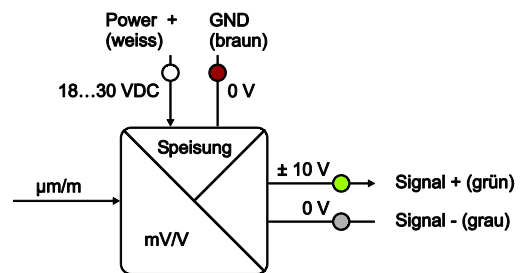 Power + GND
(weiss) (braun)
18...30 VDC 0 V
Speisung
± 10 V Signal + (grün)
µm/m
0 V Signal - (grau)
mV/V